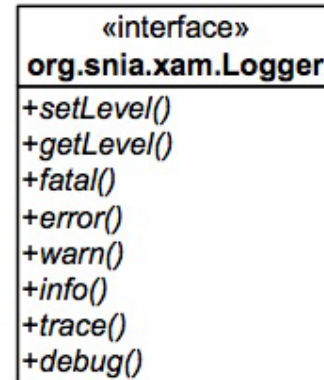 «interface»
org.snia.xam.Logger
+setLevel()
+getLevel()
+fatal()
+error()
+warn()
+info()
+trace()
+debug()